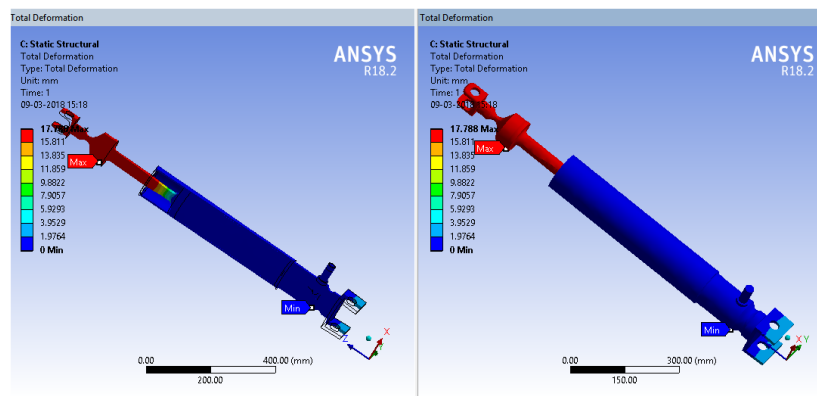 Total Deformation
C: Static Structural
Total Deformation
Type: Total Deformation
Unit: mm
Time: 1
09-03-2018 15:18
ANSYS
R18.2
Max
15.811
13.835
11.859
9.8822
7.9057
5.9293
3.9529
1.9764
0 Min
Max
Min
Z
X
Y
0.00
400.00 (mm)
200.00
Total Deformation
C: Static Structural
Total Deformation
Type: Total Deformation
Unit: mm
Time: 1
09-03-2018 15:18
ANSYS
R18.2
17.788 Max
15.811
13.835
11.859
9.8822
7.9057
5.9293
3.9529
1.9764
0 Min
Max
Min
X
Y
0.00
300.00 (mm)
150.00